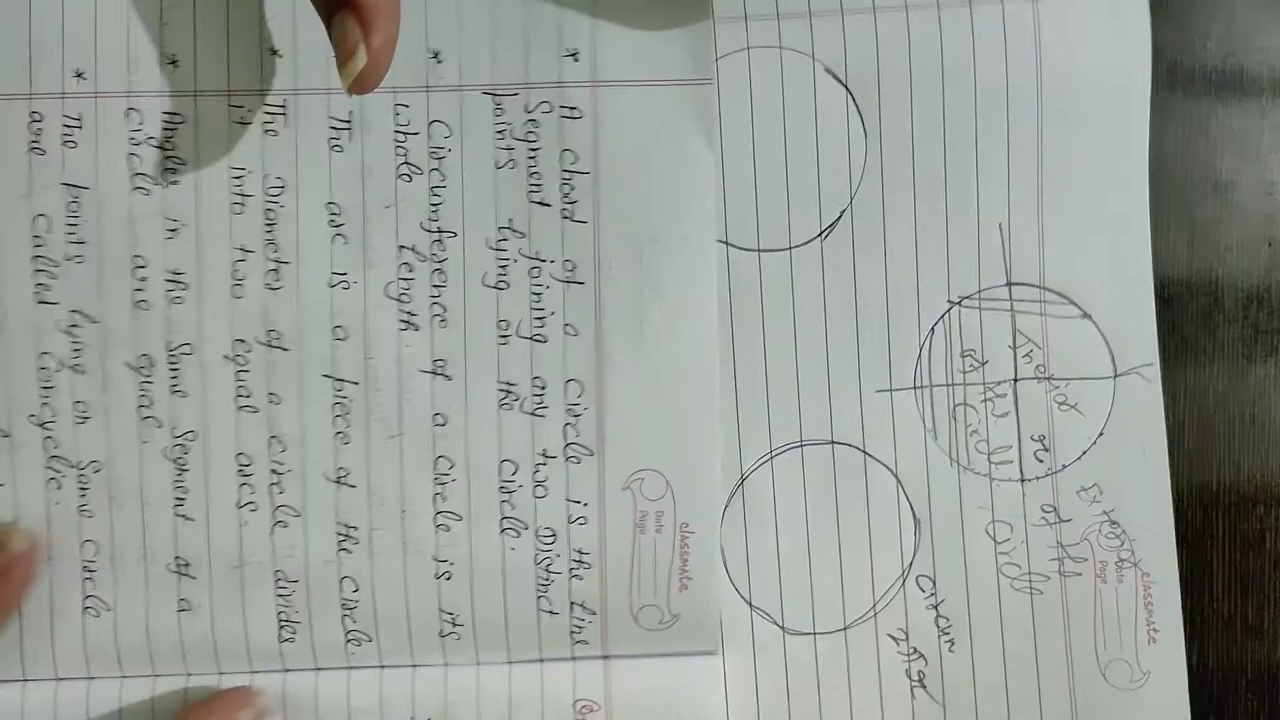 classmate
Date
Page
* A chord of a circle is the line
Segment joining any two Distinct
points lying on the circle.
* Circumference of a circle is its
whole length.
The arc is a piece of the circle.
* The Diameter of a circle divides
it into two equal arcs.
* Angles in the same segment of a
circle are equal.
* The points lying on Same circle
are called Concyclic.
classmate
Date
Page
Exterior
of the
circle
Interior
of the
Circle
r
circum
2πr